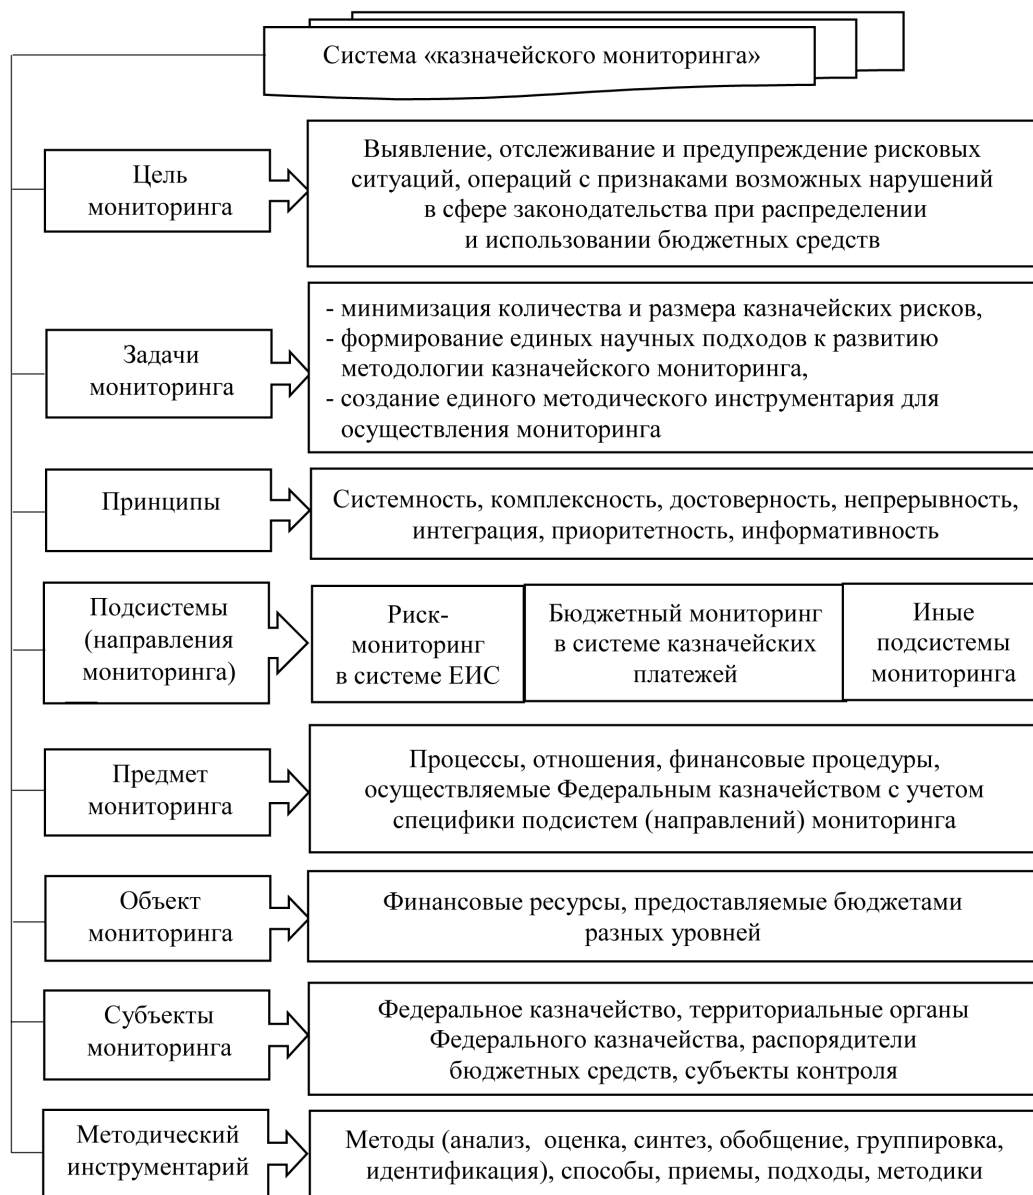 Система «казначейского мониторинга»
Цель
мониторинга
Выявление, отслеживание и предупреждение рисковых
ситуаций, операций с признаками возможных нарушений
в сфере законодательства при распределении
и использовании бюджетных средств
Задачи
мониторинга
- минимизация количества и размера казначейских рисков,
- формирование единых научных подходов к развитию
методологии казначейского мониторинга,
- создание единого методического инструментария для
осуществления мониторинга
Принципы
Системность, комплексность, достоверность, непрерывность,
интеграция, приоритетность, информативность
Подсистемы
(направления
мониторинга)
Риск-
мониторинг
в системе ЕИС
Бюджетный мониторинг
в системе казначейских
платежей
Иные
подсистемы
мониторинга
Предмет
мониторинга
Процессы, отношения, финансовые процедуры,
осуществляемые Федеральным казначейством с учетом
специфики подсистем (направлений) мониторинга
Объект
мониторинга
Финансовые ресурсы, предоставляемые бюджетами
разных уровней
Субъекты
мониторинга
Федеральное казначейство, территориальные органы
Федерального казначейства, распорядители
бюджетных средств, субъекты контроля
Методический
инструментарий
Методы (анализ, оценка, синтез, обобщение, группировка,
идентификация), способы, приемы, подходы, методики